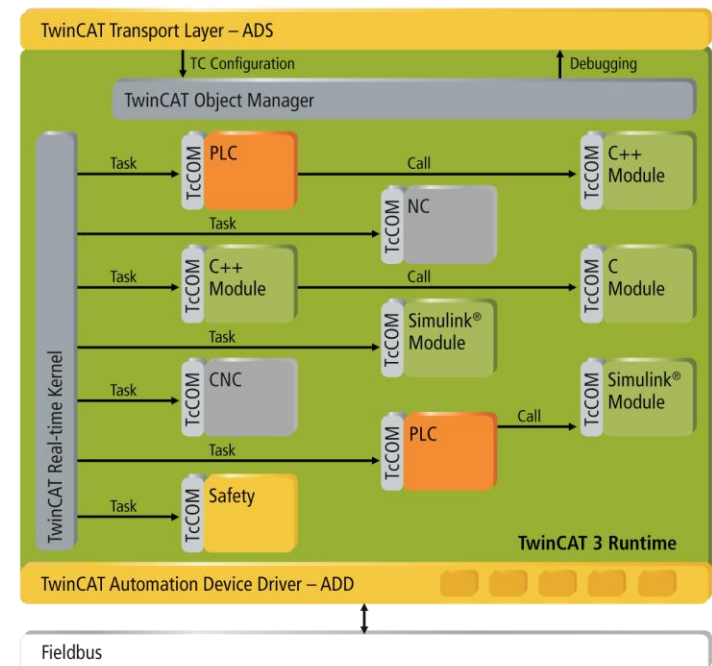 TwinCAT Transport Layer – ADS
TC Configuration
Debugging
TwinCAT Object Manager
TwinCAT Real-time Kernel
Task
TcCOM
PLC
Call
TcCOM
C++
Module
Task
TcCOM
NC
Task
TcCOM
C++
Module
Call
TcCOM
C
Module
Task
TcCOM
Simulink®
Module
Task
TcCOM
CNC
Task
TcCOM
PLC
Call
TcCOM
Simulink®
Module
Task
TcCOM
Safety
TwinCAT 3 Runtime
TwinCAT Automation Device Driver – ADD
Fieldbus